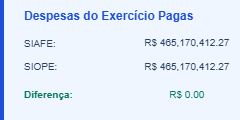 Despesas do Exercício Pagas
SIAFE: R$ 465,170,412.27
SIOPE: R$ 465,170,412.27
Diferença: R$ 0.00